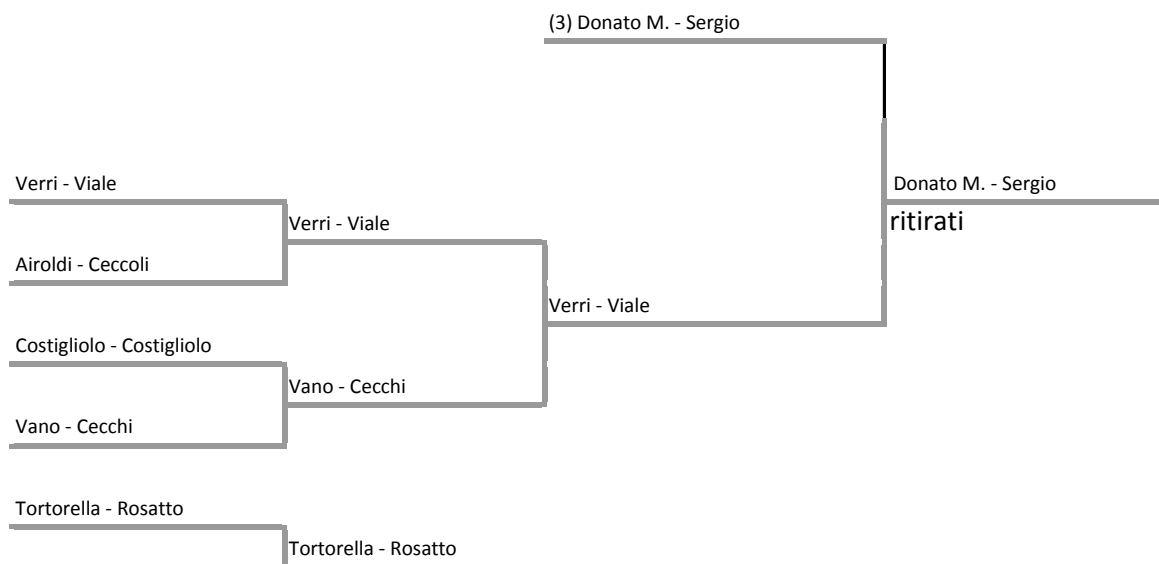 (3) Donato M. - Sergio
Verri - Viale
Donato M. - Sergio
Verri - Viale
ritirati
Airoldi - Ceccoli
Verri - Viale
Costigliolo - Costigliolo
Vano - Cecchi
Vano - Cecchi
Tortorella - Rosatto
Tortorella - Rosatto